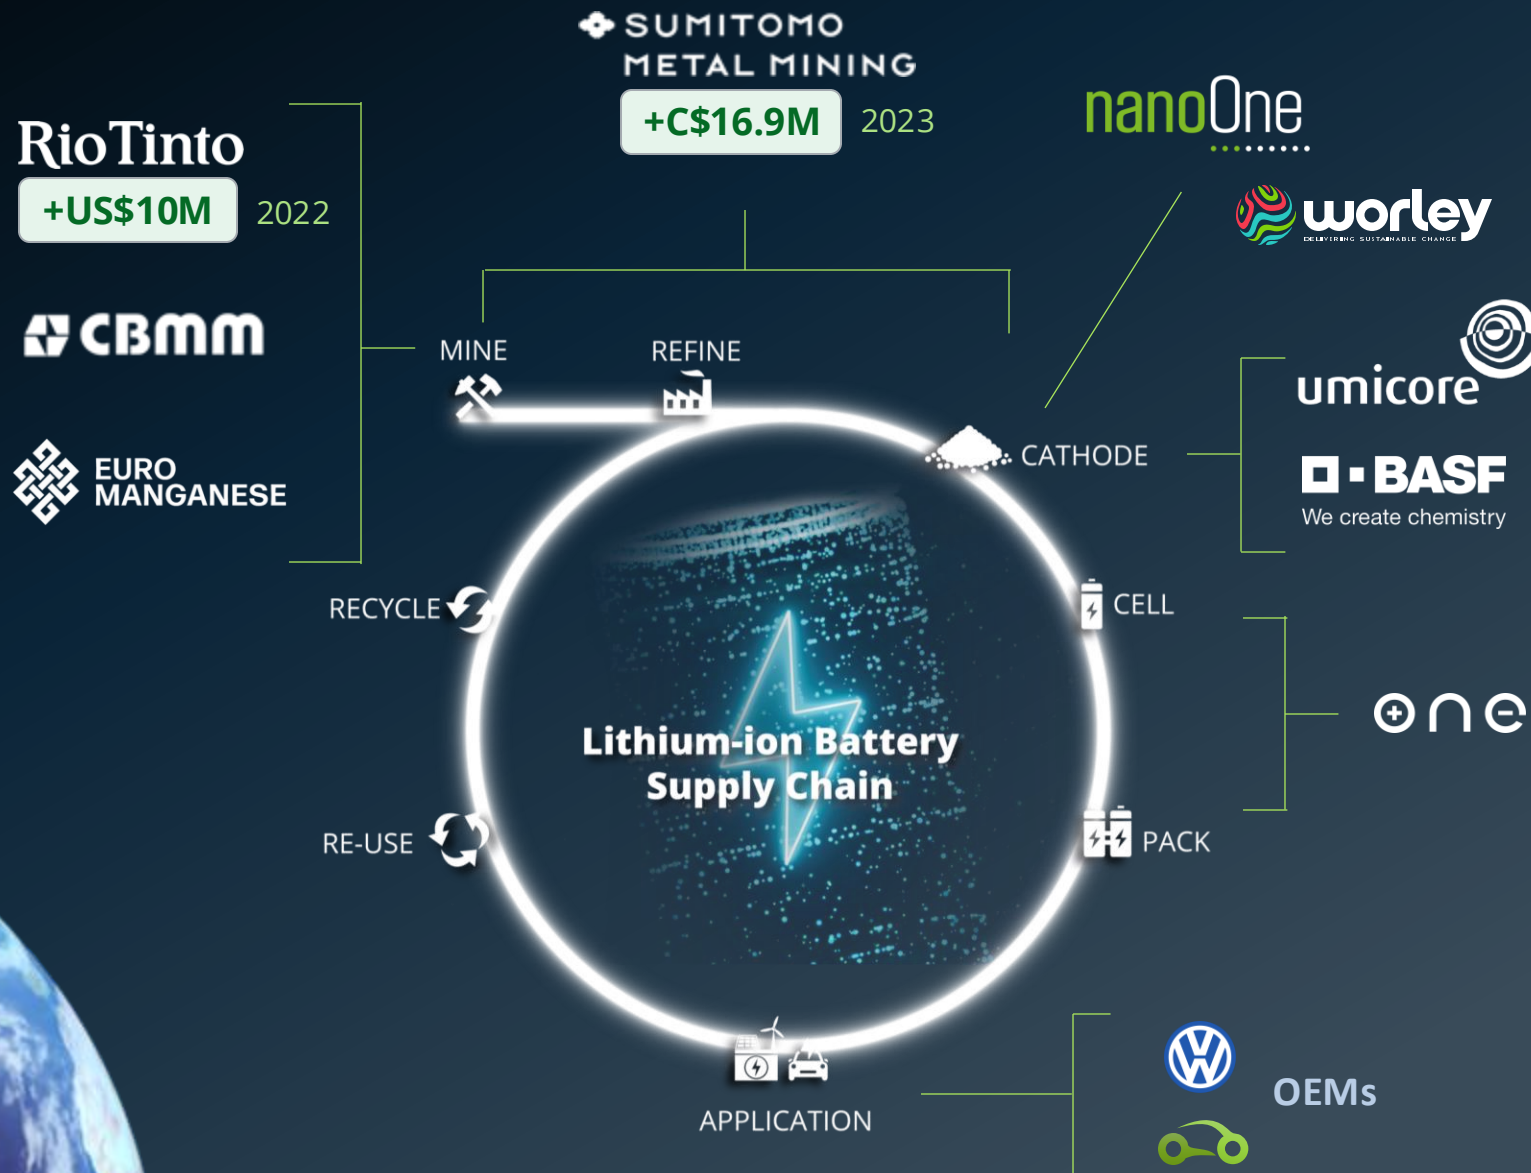 SUMITOMO
METAL MINING
+C$16.9M 2023
nanoOne
worley
DELIVERING SUSTAINABLE CHANGE
RioTinto
+US$10M 2022
CBMM
EURO
MANGANESE
MINE
REFINE
CATHODE
umicore
BASF
We create chemistry
RECYCLE
CELL
one
Lithium-ion Battery
Supply Chain
RE-USE
PACK
APPLICATION
VW
OEMs